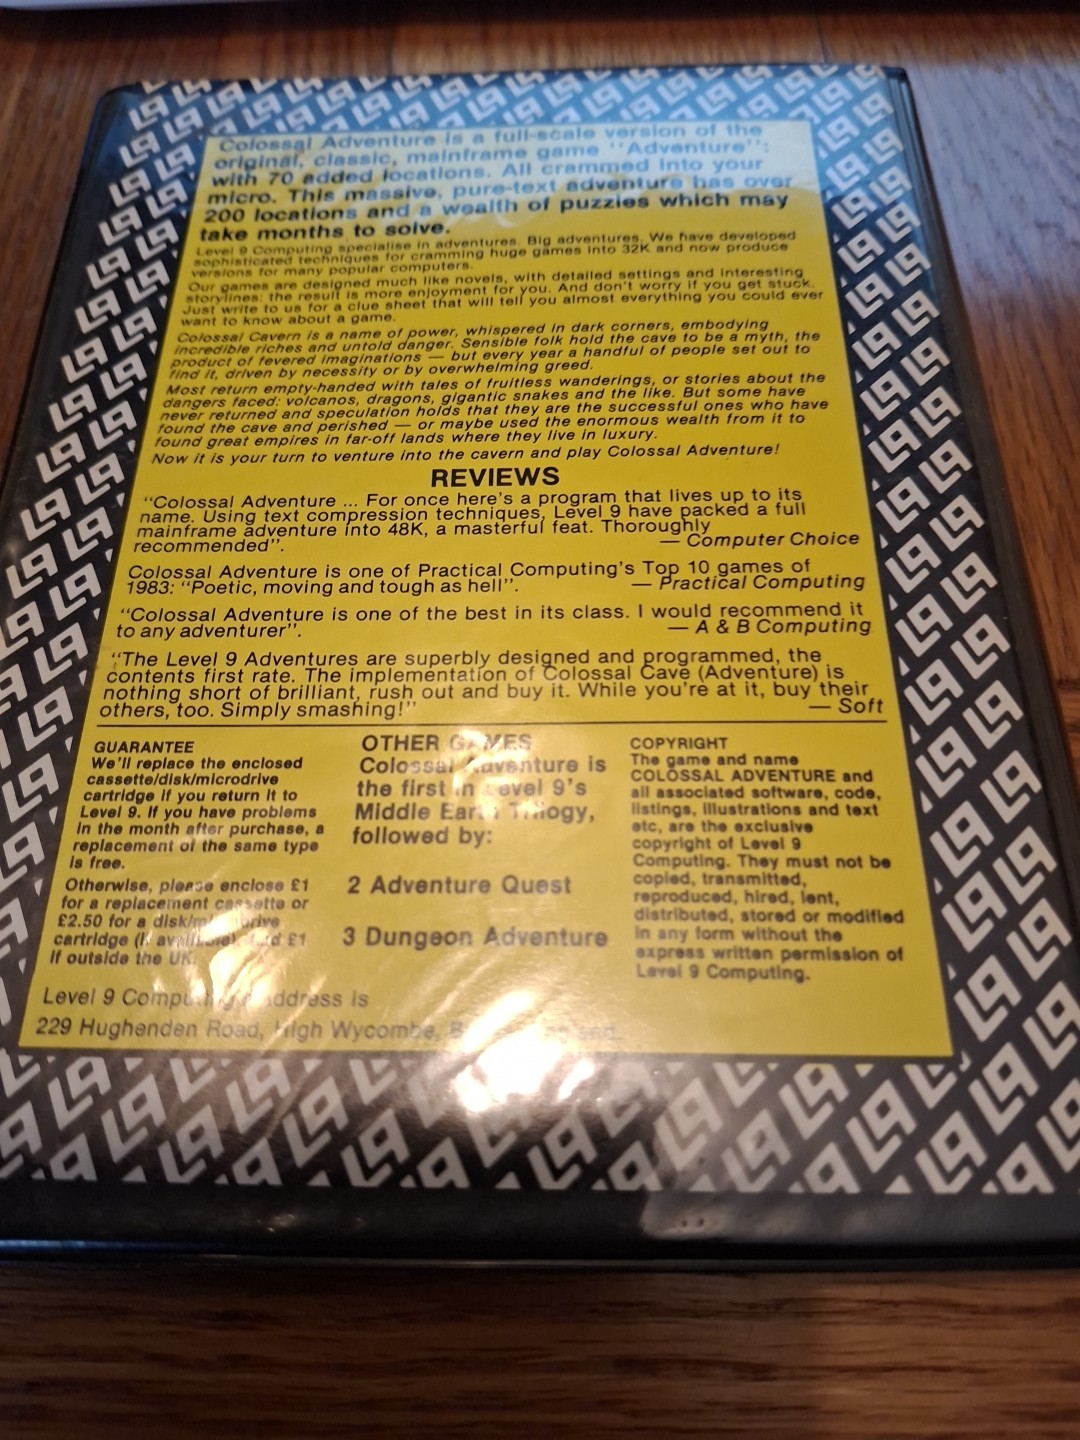 Colossal Adventure is a full-scale version of the
original, classic, mainframe game "Adventure":
with 70 added locations. All crammed into your
micro. This massive, pure-text adventure has over
200 locations and a wealth of puzzles which may
take months to solve.
Level 9 Computing specialise in adventures. Big adventures. We have developed
sophisticated techniques for cramming huge games into 32K and now produce
versions for many popular computers.
Our games are designed much like novels, with detailed settings and interesting
storylines: the result is more enjoyment for you. And don't worry if you get stuck.
Just write to us for a clue sheet that will tell you almost everything you could ever
want to know about a game.
Colossal Cavern is a name of power, whispered in dark corners, embodying
incredible riches and untold danger. Sensible folk hold the cave to be a myth, the
product of fevered imaginations — but every year a handful of people set out to
find it, driven by necessity or by overwhelming greed.
Most return empty-handed with tales of fruitless wanderings, or stories about the
dangers faced: volcanos, dragons, gigantic snakes and the like. But some have
never returned and speculation holds that they are the successful ones who have
found the cave and perished — or maybe used the enormous wealth from it to
found great empires in far-off lands where they live in luxury.
Now it is your turn to venture into the cavern and play Colossal Adventure!
REVIEWS
"Colossal Adventure ... For once here's a program that lives up to its
name. Using text compression techniques, Level 9 have packed a full
mainframe adventure into 48K, a masterful feat. Thoroughly
recommended". — Computer Choice
Colossal Adventure is one of Practical Computing's Top 10 games of
1983: "Poetic, moving and tough as hell". — Practical Computing
"Colossal Adventure is one of the best in its class. I would recommend it
to any adventurer". — A & B Computing
"The Level 9 Adventures are superbly designed and programmed, the
contents first rate. The implementation of Colossal Cave (Adventure) is
nothing short of brilliant, rush out and buy it. While you're at it, buy their
others, too. Simply smashing!" — Soft
GUARANTEE
We'll replace the enclosed
cassette/disk/microdrive
cartridge if you return it to
Level 9. If you have problems
in the month after purchase, a
replacement of the same type
is free.
Otherwise, please enclose £1
for a replacement cassette or
£2.50 for a disk/microdrive
cartridge (if available). Add £1
if outside the UK.
OTHER GAMES
Colossal Adventure is
the first in Level 9's
Middle Earth Trilogy,
followed by:
2 Adventure Quest
3 Dungeon Adventure
COPYRIGHT
The game and name
COLOSSAL ADVENTURE and
all associated software, code,
listings, illustrations and text
etc, are the exclusive
copyright of Level 9
Computing. They must not be
copied, transmitted,
reproduced, hired, lent,
distributed, stored or modified
in any form without the
express written permission of
Level 9 Computing.
Level 9 Computing's address is
229 Hughenden Road, High Wycombe,